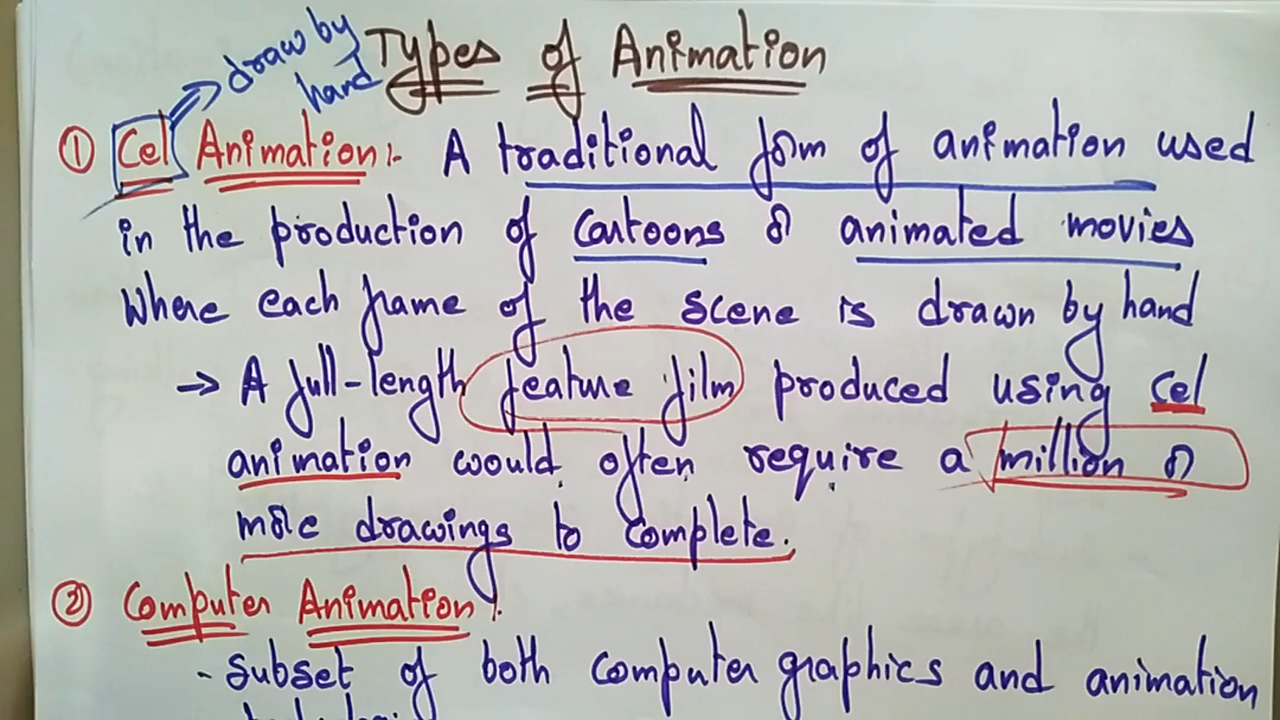 draw by
hand
Types of Animation
① Cel Animation:- A traditional form of animation used
in the production of cartoons or animated movies
Where each frame of the scene is drawn by hand
→ A full-length feature film produced using Cel
animation would often require a million or
more drawings to complete.
② Computer Animation:
- Subset of both computer graphics and animation